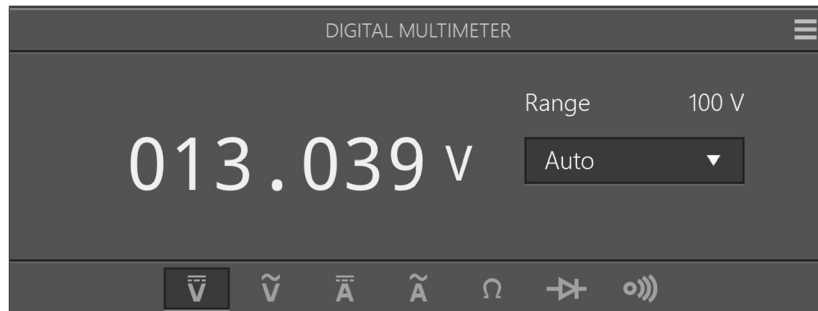 DIGITAL MULTIMETER
Range 100 V
013.039 V
Auto
V V A A Ω